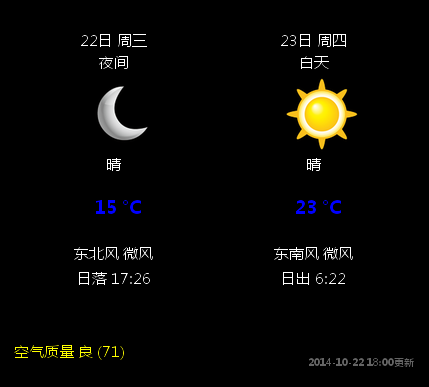 22日 周三
夜间
晴
15 °C
东北风 微风
日落 17:26
23日 周四
白天
晴
23 °C
东南风 微风
日出 6:22
空气质量 良 (71)
2014-10-22 18:00更新